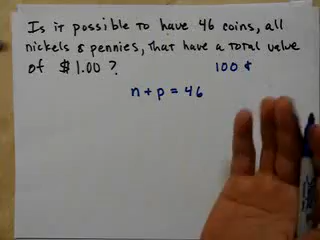 Is it possible to have 46 coins, all
nickels & pennies, that have a total value
of $1.00? 100¢
n + p = 46